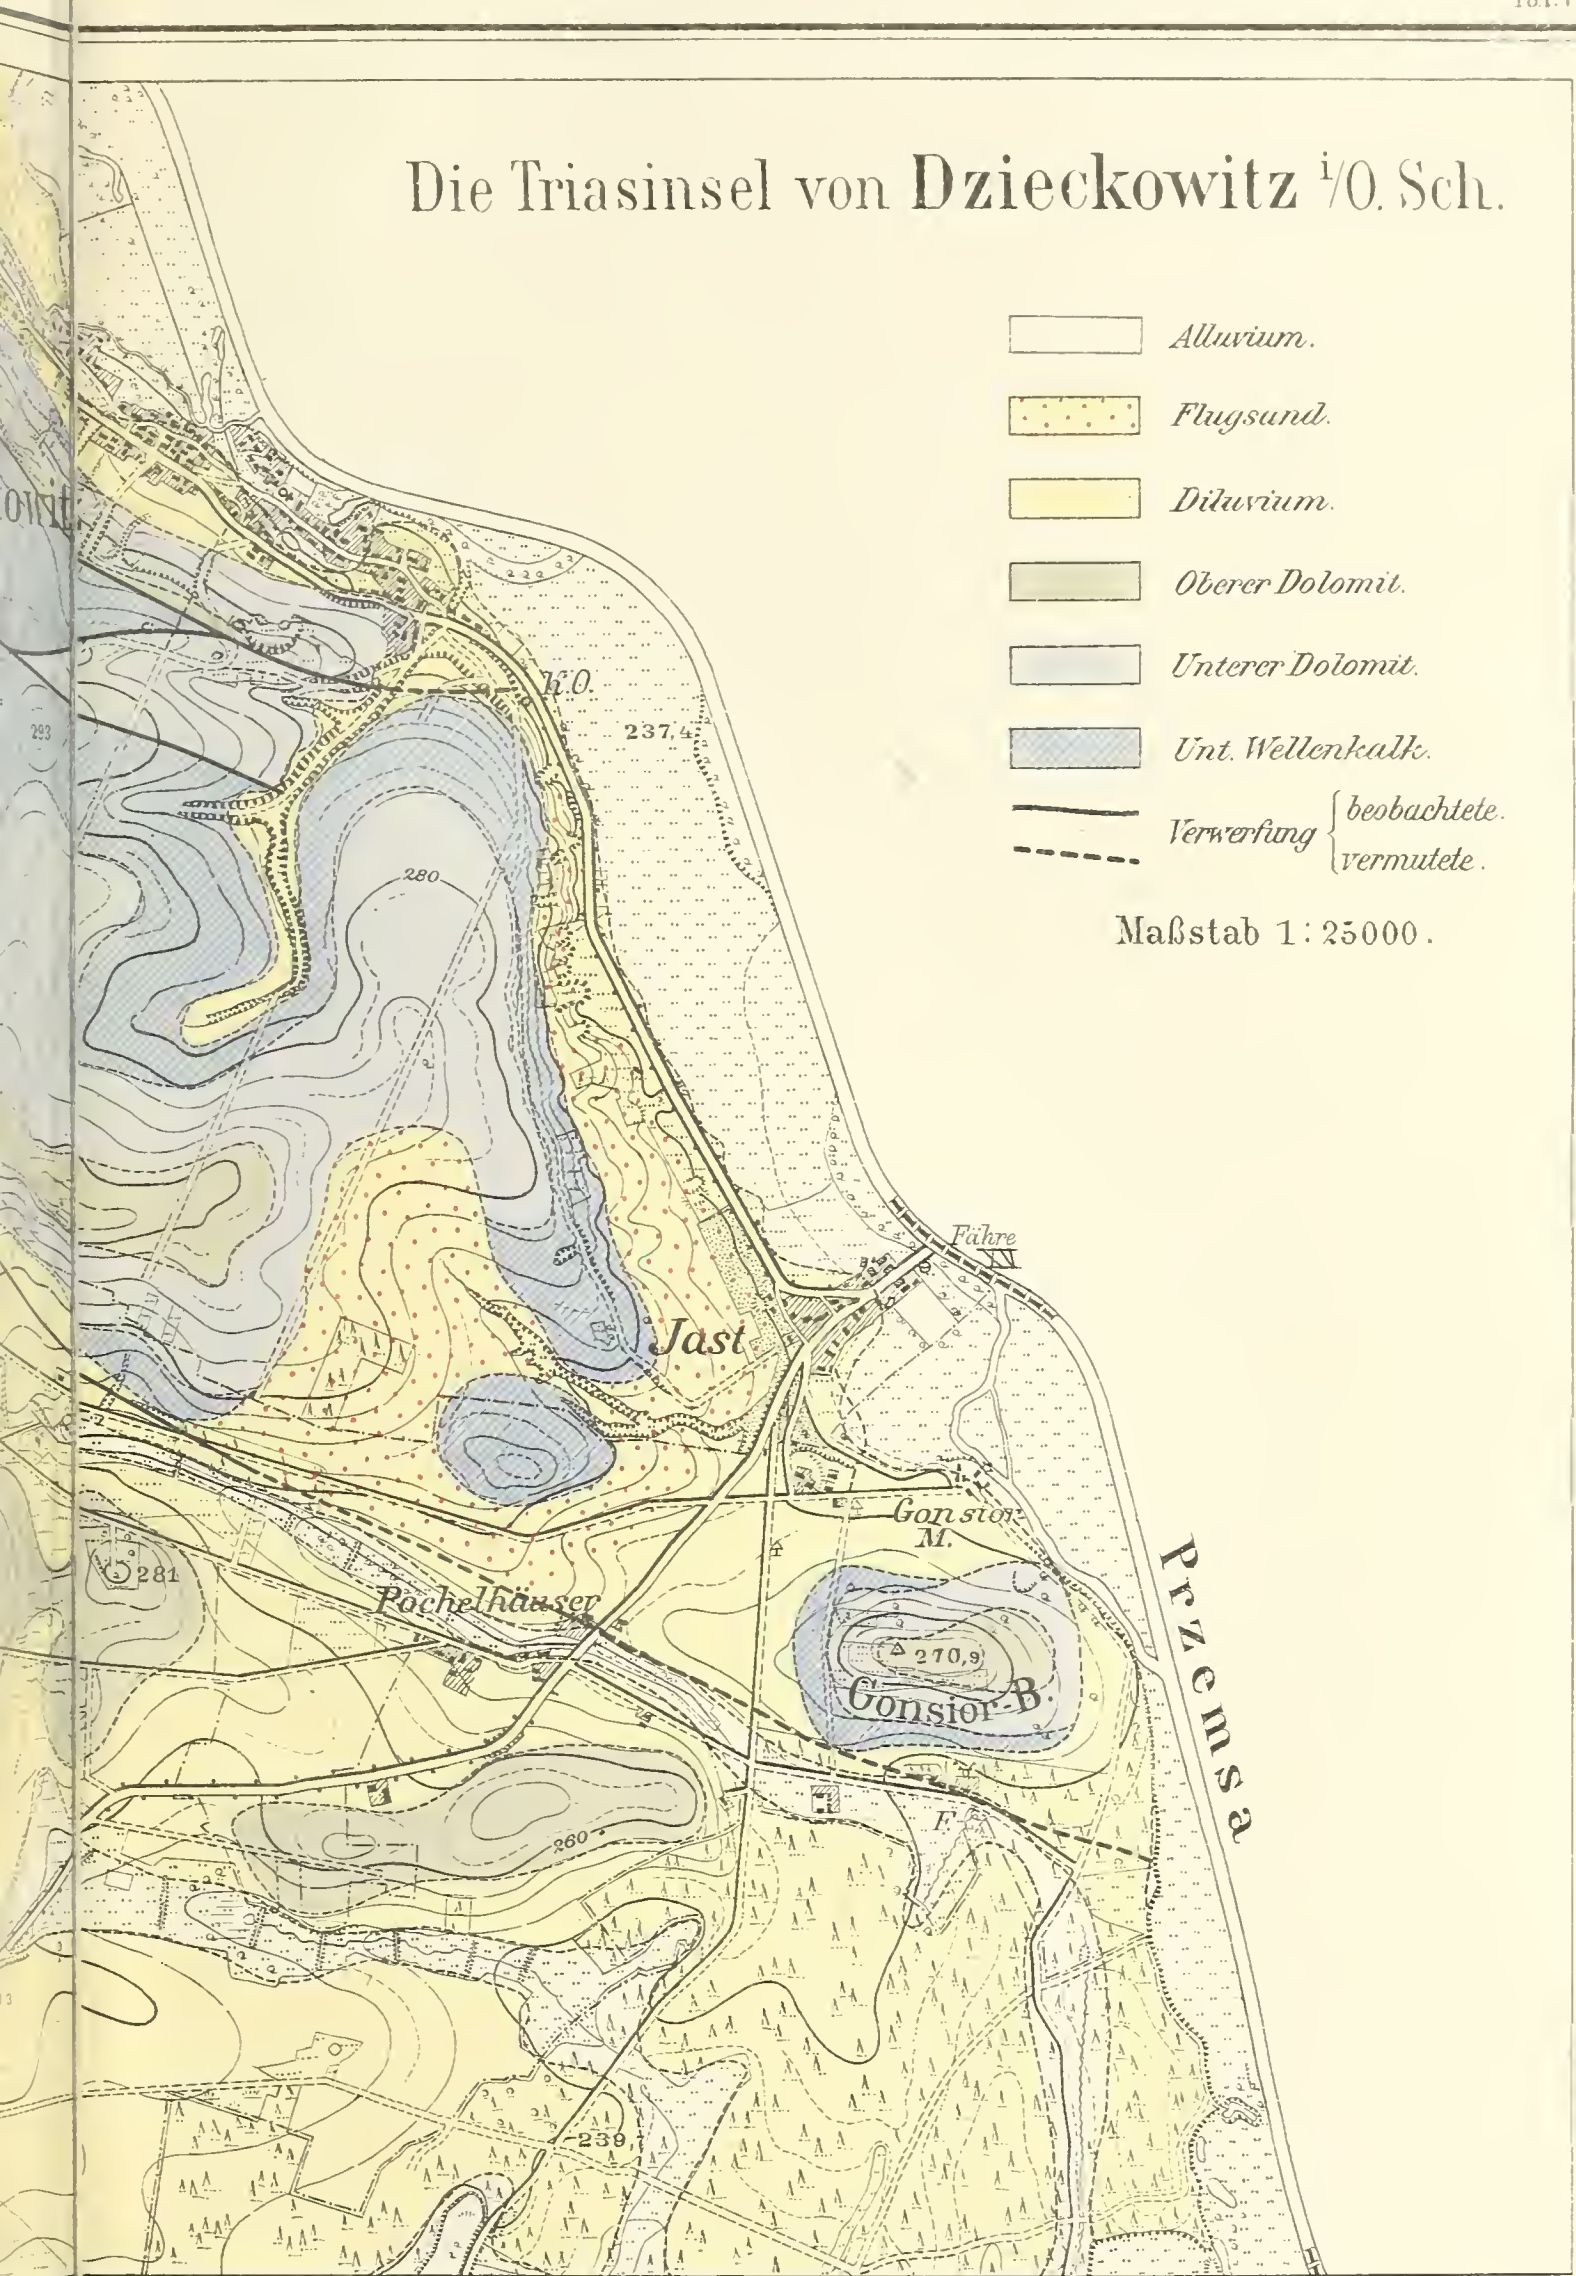 Die Triasinsel von Dzieckowitz i/O. Sch.
Alluvium.
Flugsand.
Diluvium.
Oberer Dolomit.
Unterer Dolomit.
Unt. Wellenkalk.
Verwerfung { beobachtete.
vermutete.
Maßstab 1:25000.
K.O.
237,4
293
280
Fähre
Jast
Gonsior-
M.
281
Pochelhäuser
270,9
Gonsior-B.
Przemsa
F.
260
239,